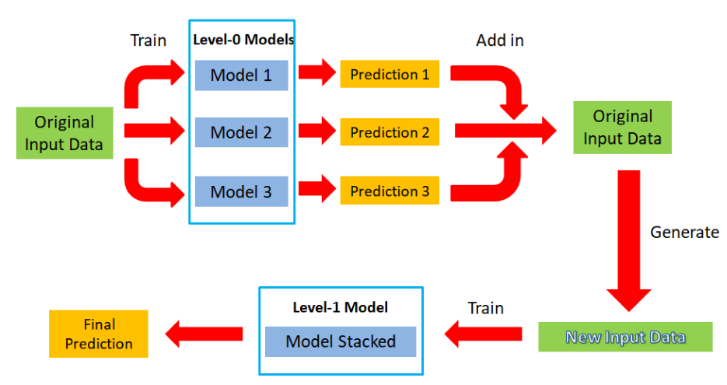 Train
Level-0 Models
Add in
Model 1
Prediction 1
Original
Input Data
Model 2
Prediction 2
Original
Input Data
Model 3
Prediction 3
Generate
Level-1 Model
Train
Final
Prediction
Model Stacked
New Input Data